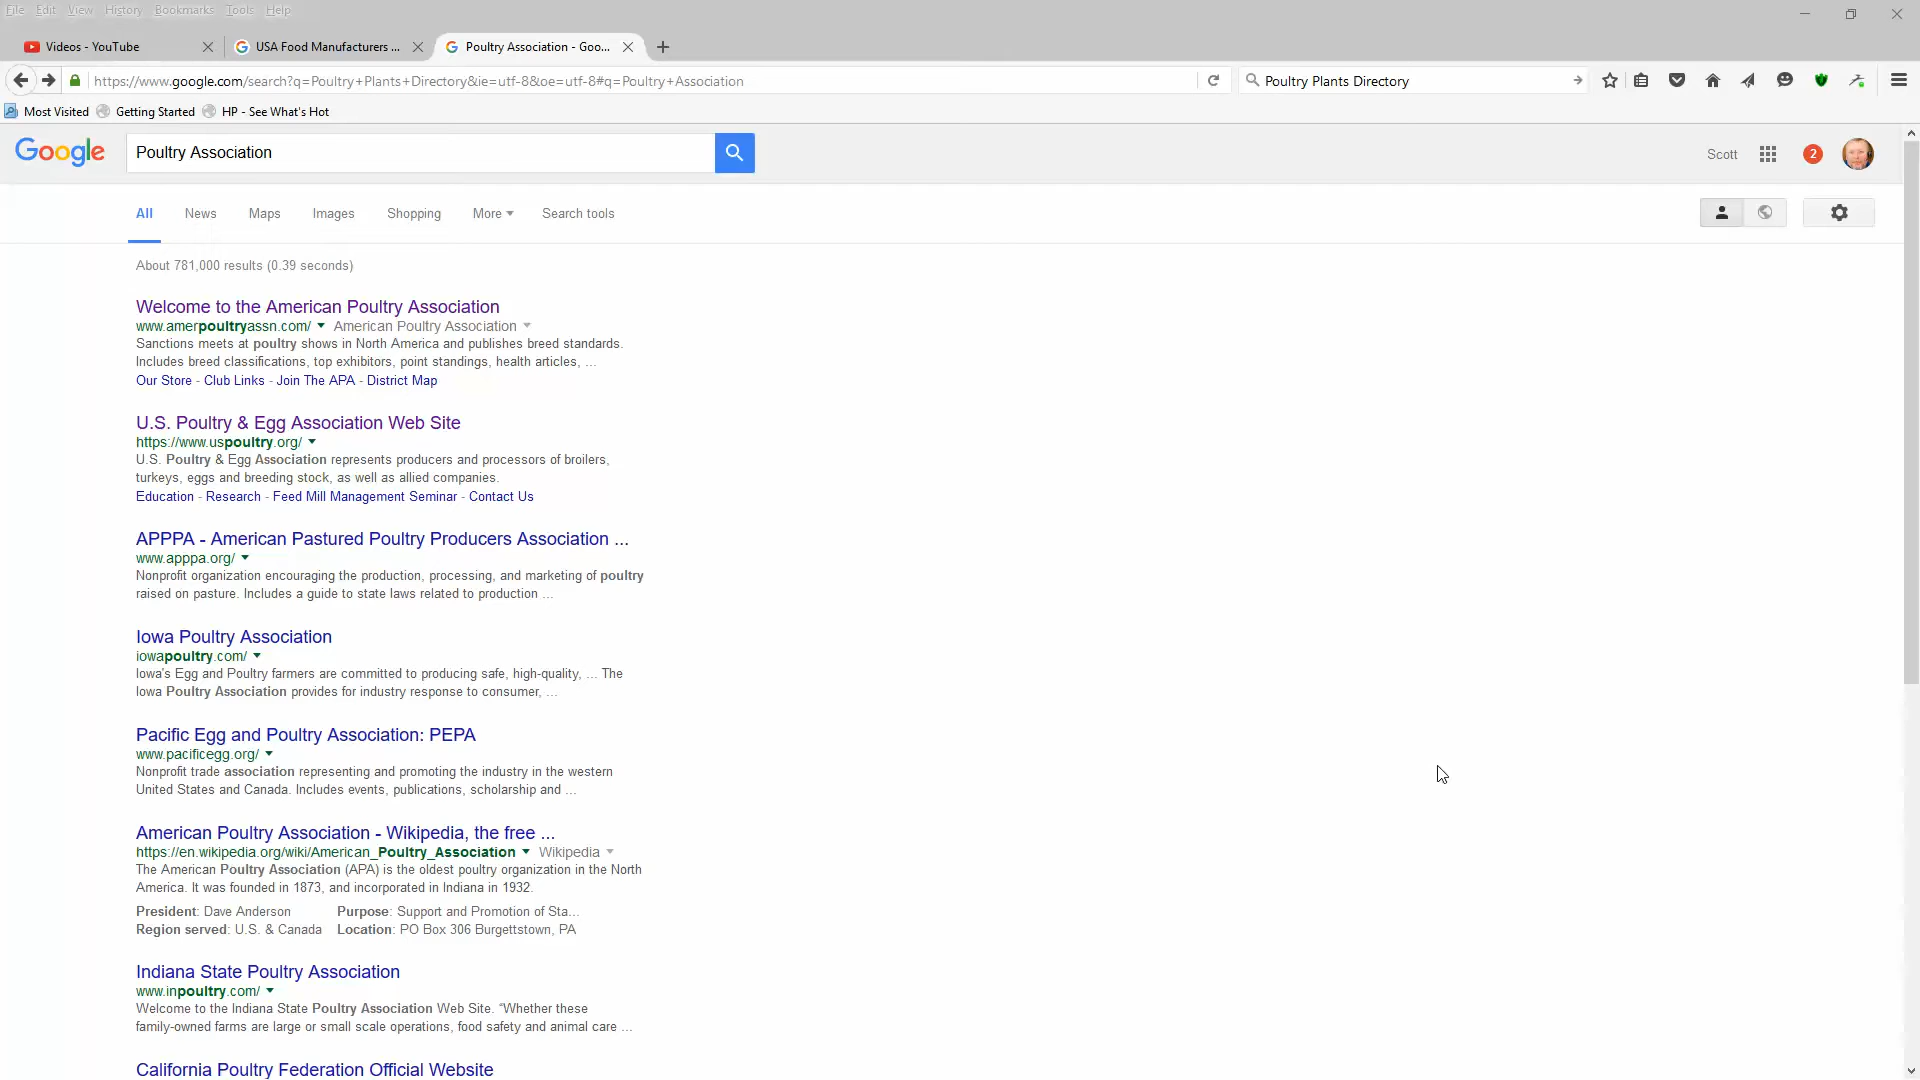 File Edit View History Bookmarks Tools Help
Videos - YouTube
USA Food Manufacturers ...
Poultry Association - Goo...
https://www.google.com/search?q=Poultry+Plants+Directory&ie=utf-8&oe=utf-8#q=Poultry+Association
Poultry Plants Directory
Most Visited Getting Started HP - See What's Hot
Google
Poultry Association
Scott
2
All News Maps Images Shopping More Search tools
About 781,000 results (0.39 seconds)
Welcome to the American Poultry Association
www.amerpoultryassn.com/ American Poultry Association
Sanctions meets at poultry shows in North America and publishes breed standards.
Includes breed classifications, top exhibitors, point standings, health articles, ...
Our Store - Club Links - Join The APA - District Map
U.S. Poultry & Egg Association Web Site
https://www.uspoultry.org/
U.S. Poultry & Egg Association represents producers and processors of broilers,
turkeys, eggs and breeding stock, as well as allied companies.
Education - Research - Feed Mill Management Seminar - Contact Us
APPPA - American Pastured Poultry Producers Association ...
www.apppa.org/
Nonprofit organization encouraging the production, processing, and marketing of poultry
raised on pasture. Includes a guide to state laws related to production ...
Iowa Poultry Association
iowapoultry.com/
Iowa's Egg and Poultry farmers are committed to producing safe, high-quality, ... The
Iowa Poultry Association provides for industry response to consumer, ...
Pacific Egg and Poultry Association: PEPA
www.pacificegg.org/
Nonprofit trade association representing and promoting the industry in the western
United States and Canada. Includes events, publications, scholarship and ...
American Poultry Association - Wikipedia, the free ...
https://en.wikipedia.org/wiki/American_Poultry_Association Wikipedia
The American Poultry Association (APA) is the oldest poultry organization in the North
America. It was founded in 1873, and incorporated in Indiana in 1932.
President: Dave Anderson Purpose: Support and Promotion of Sta...
Region served: U.S. & Canada Location: PO Box 306 Burgettstown, PA
Indiana State Poultry Association
www.inpoultry.com/
Welcome to the Indiana State Poultry Association Web Site. “Whether these
family-owned farms are large or small scale operations, food safety and animal care ...
California Poultry Federation Official Website